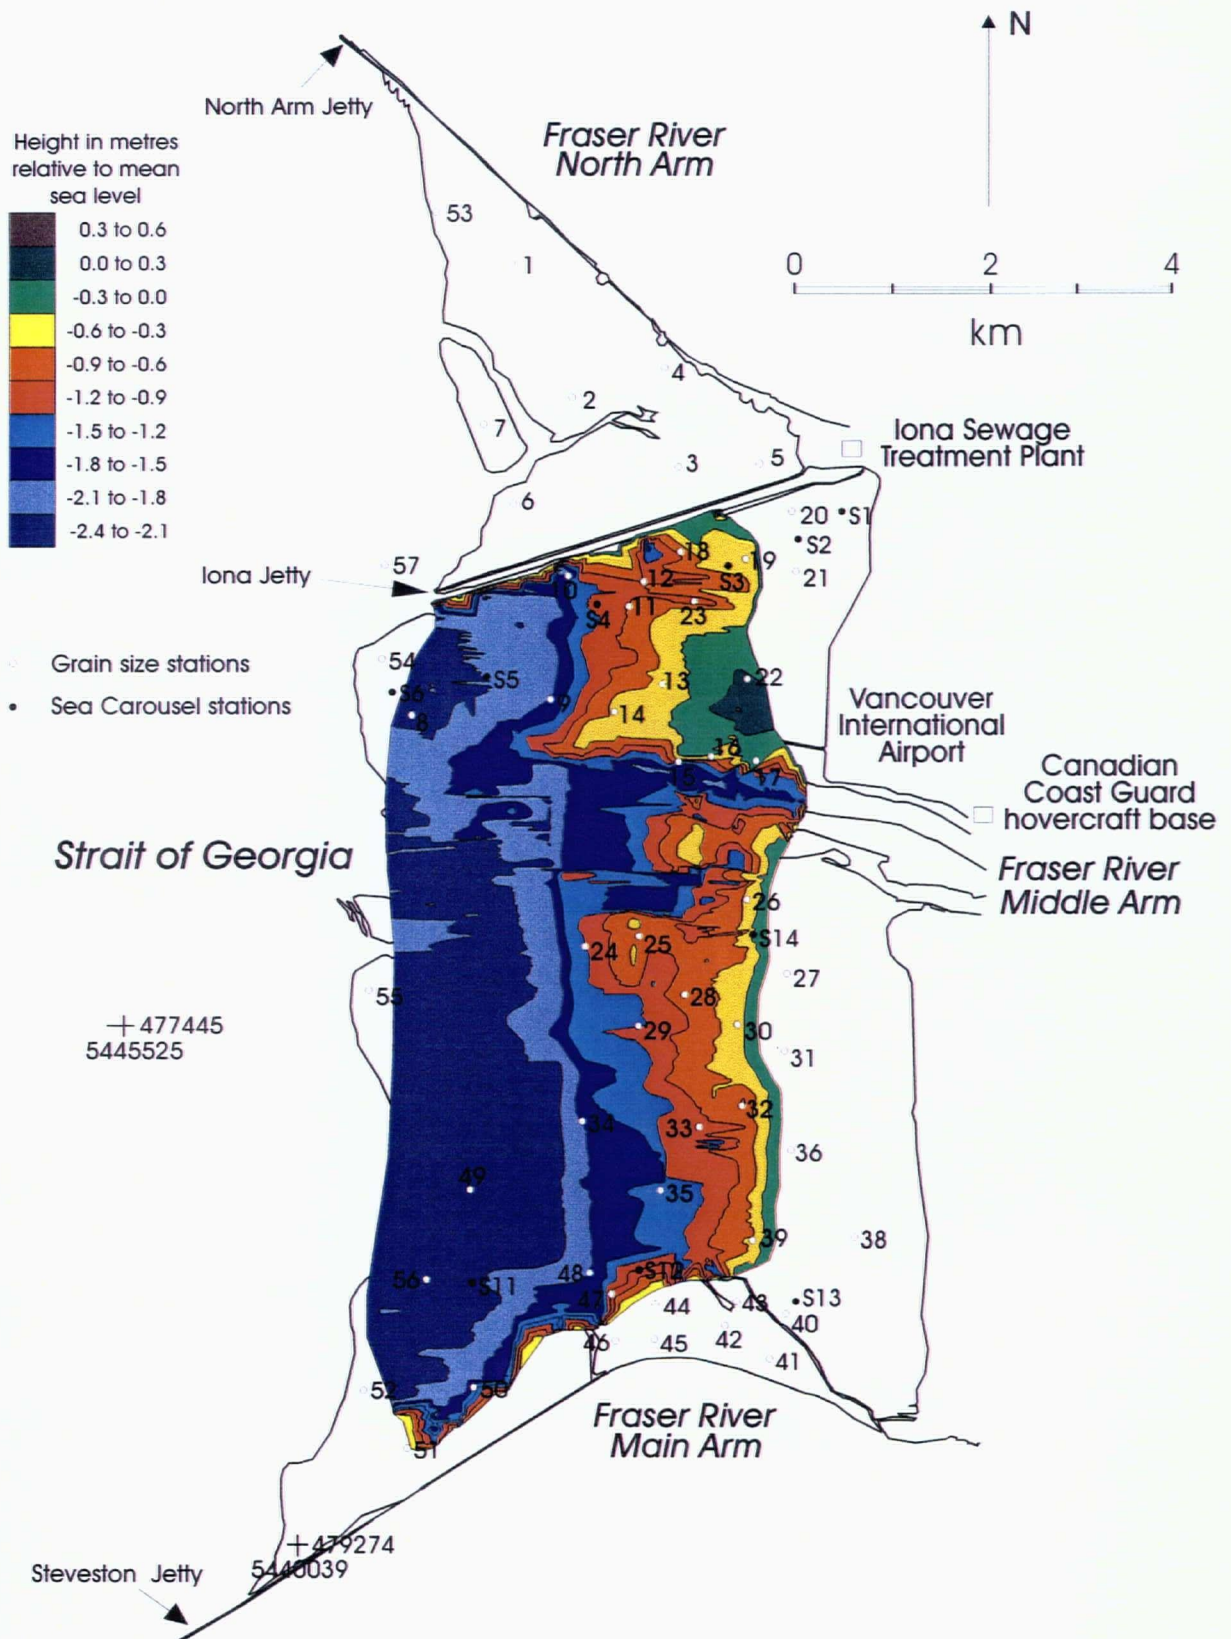 N
North Arm Jetty
Fraser River
North Arm
Height in metres
relative to mean
sea level
0.3 to 0.6
0.0 to 0.3
-0.3 to 0.0
-0.6 to -0.3
-0.9 to -0.6
-1.2 to -0.9
-1.5 to -1.2
-1.8 to -1.5
-2.1 to -1.8
-2.4 to -2.1
53
1
0 2 4
km
4
2
7
Iona Sewage
Treatment Plant
3
5
6
20
S1
S2
18
19
57
Iona Jetty
21
12
S3
10
11
S4
23
54
Grain size stations
S5
13
22
S6
Sea Carousel stations
9
14
8
Vancouver
International
Airport
16
15
17
Canadian
Coast Guard
hovercraft base
Strait of Georgia
Fraser River
Middle Arm
26
S14
24
25
27
55
28
477445
5445525
29
30
31
32
34
33
36
49
35
39
38
56
S11
48
S12
47
44
43
S13
40
46
45
42
41
52
50
Fraser River
Main Arm
51
479274
5440039
Steveston Jetty